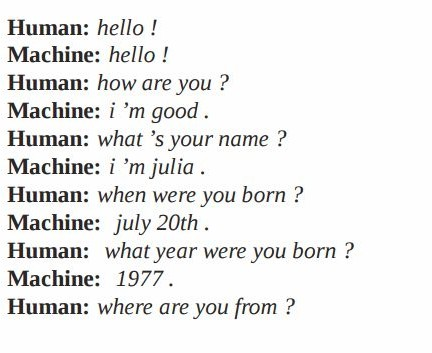 Human: hello !
Machine: hello !
Human: how are you ?
Machine: i ’m good .
Human: what ’s your name ?
Machine: i ’m julia .
Human: when were you born ?
Machine: july 20th .
Human: what year were you born ?
Machine: 1977 .
Human: where are you from ?